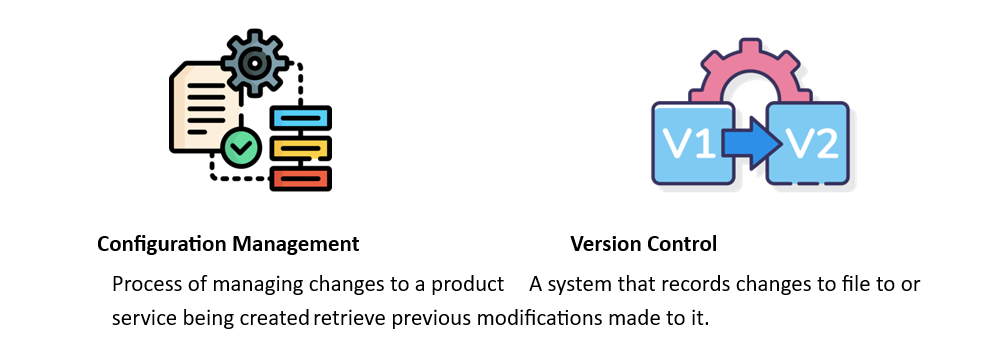 V1 V2
Configuration Management Version Control
Process of managing changes to a product A system that records changes to file to or
service being created retrieve previous modifications made to it.